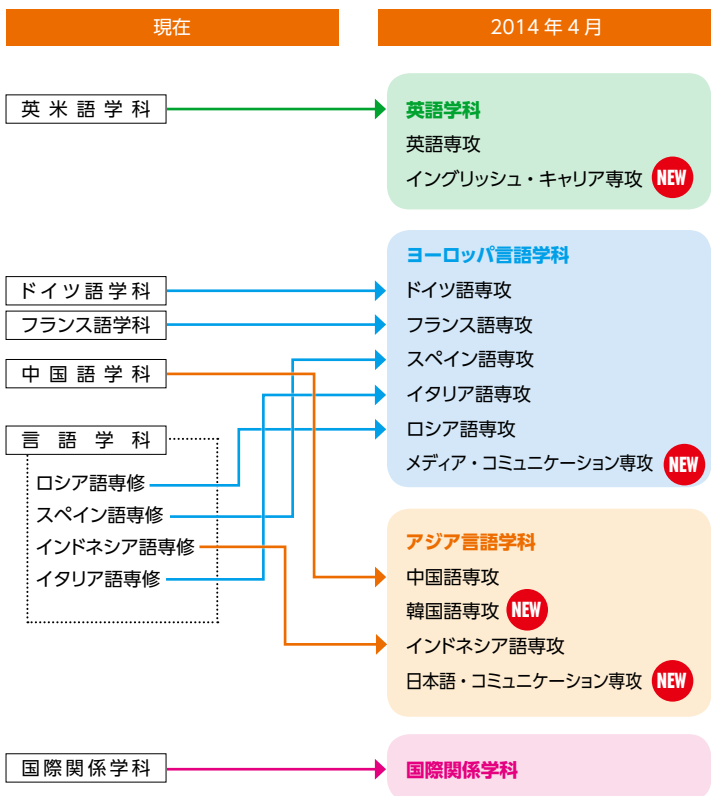 現在
2014年4月
英米語学科
ドイツ語学科
フランス語学科
中国語学科
言語学科
ロシア語専修
スペイン語専修
インドネシア語専修
イタリア語専修
国際関係学科
英語学科
英語専攻
イングリッシュ・キャリア専攻 NEW
ヨーロッパ言語学科
ドイツ語専攻
フランス語専攻
スペイン語専攻
イタリア語専攻
ロシア語専攻
メディア・コミュニケーション専攻 NEW
アジア言語学科
中国語専攻
韓国語専攻 NEW
インドネシア語専攻
日本語・コミュニケーション専攻 NEW
国際関係学科